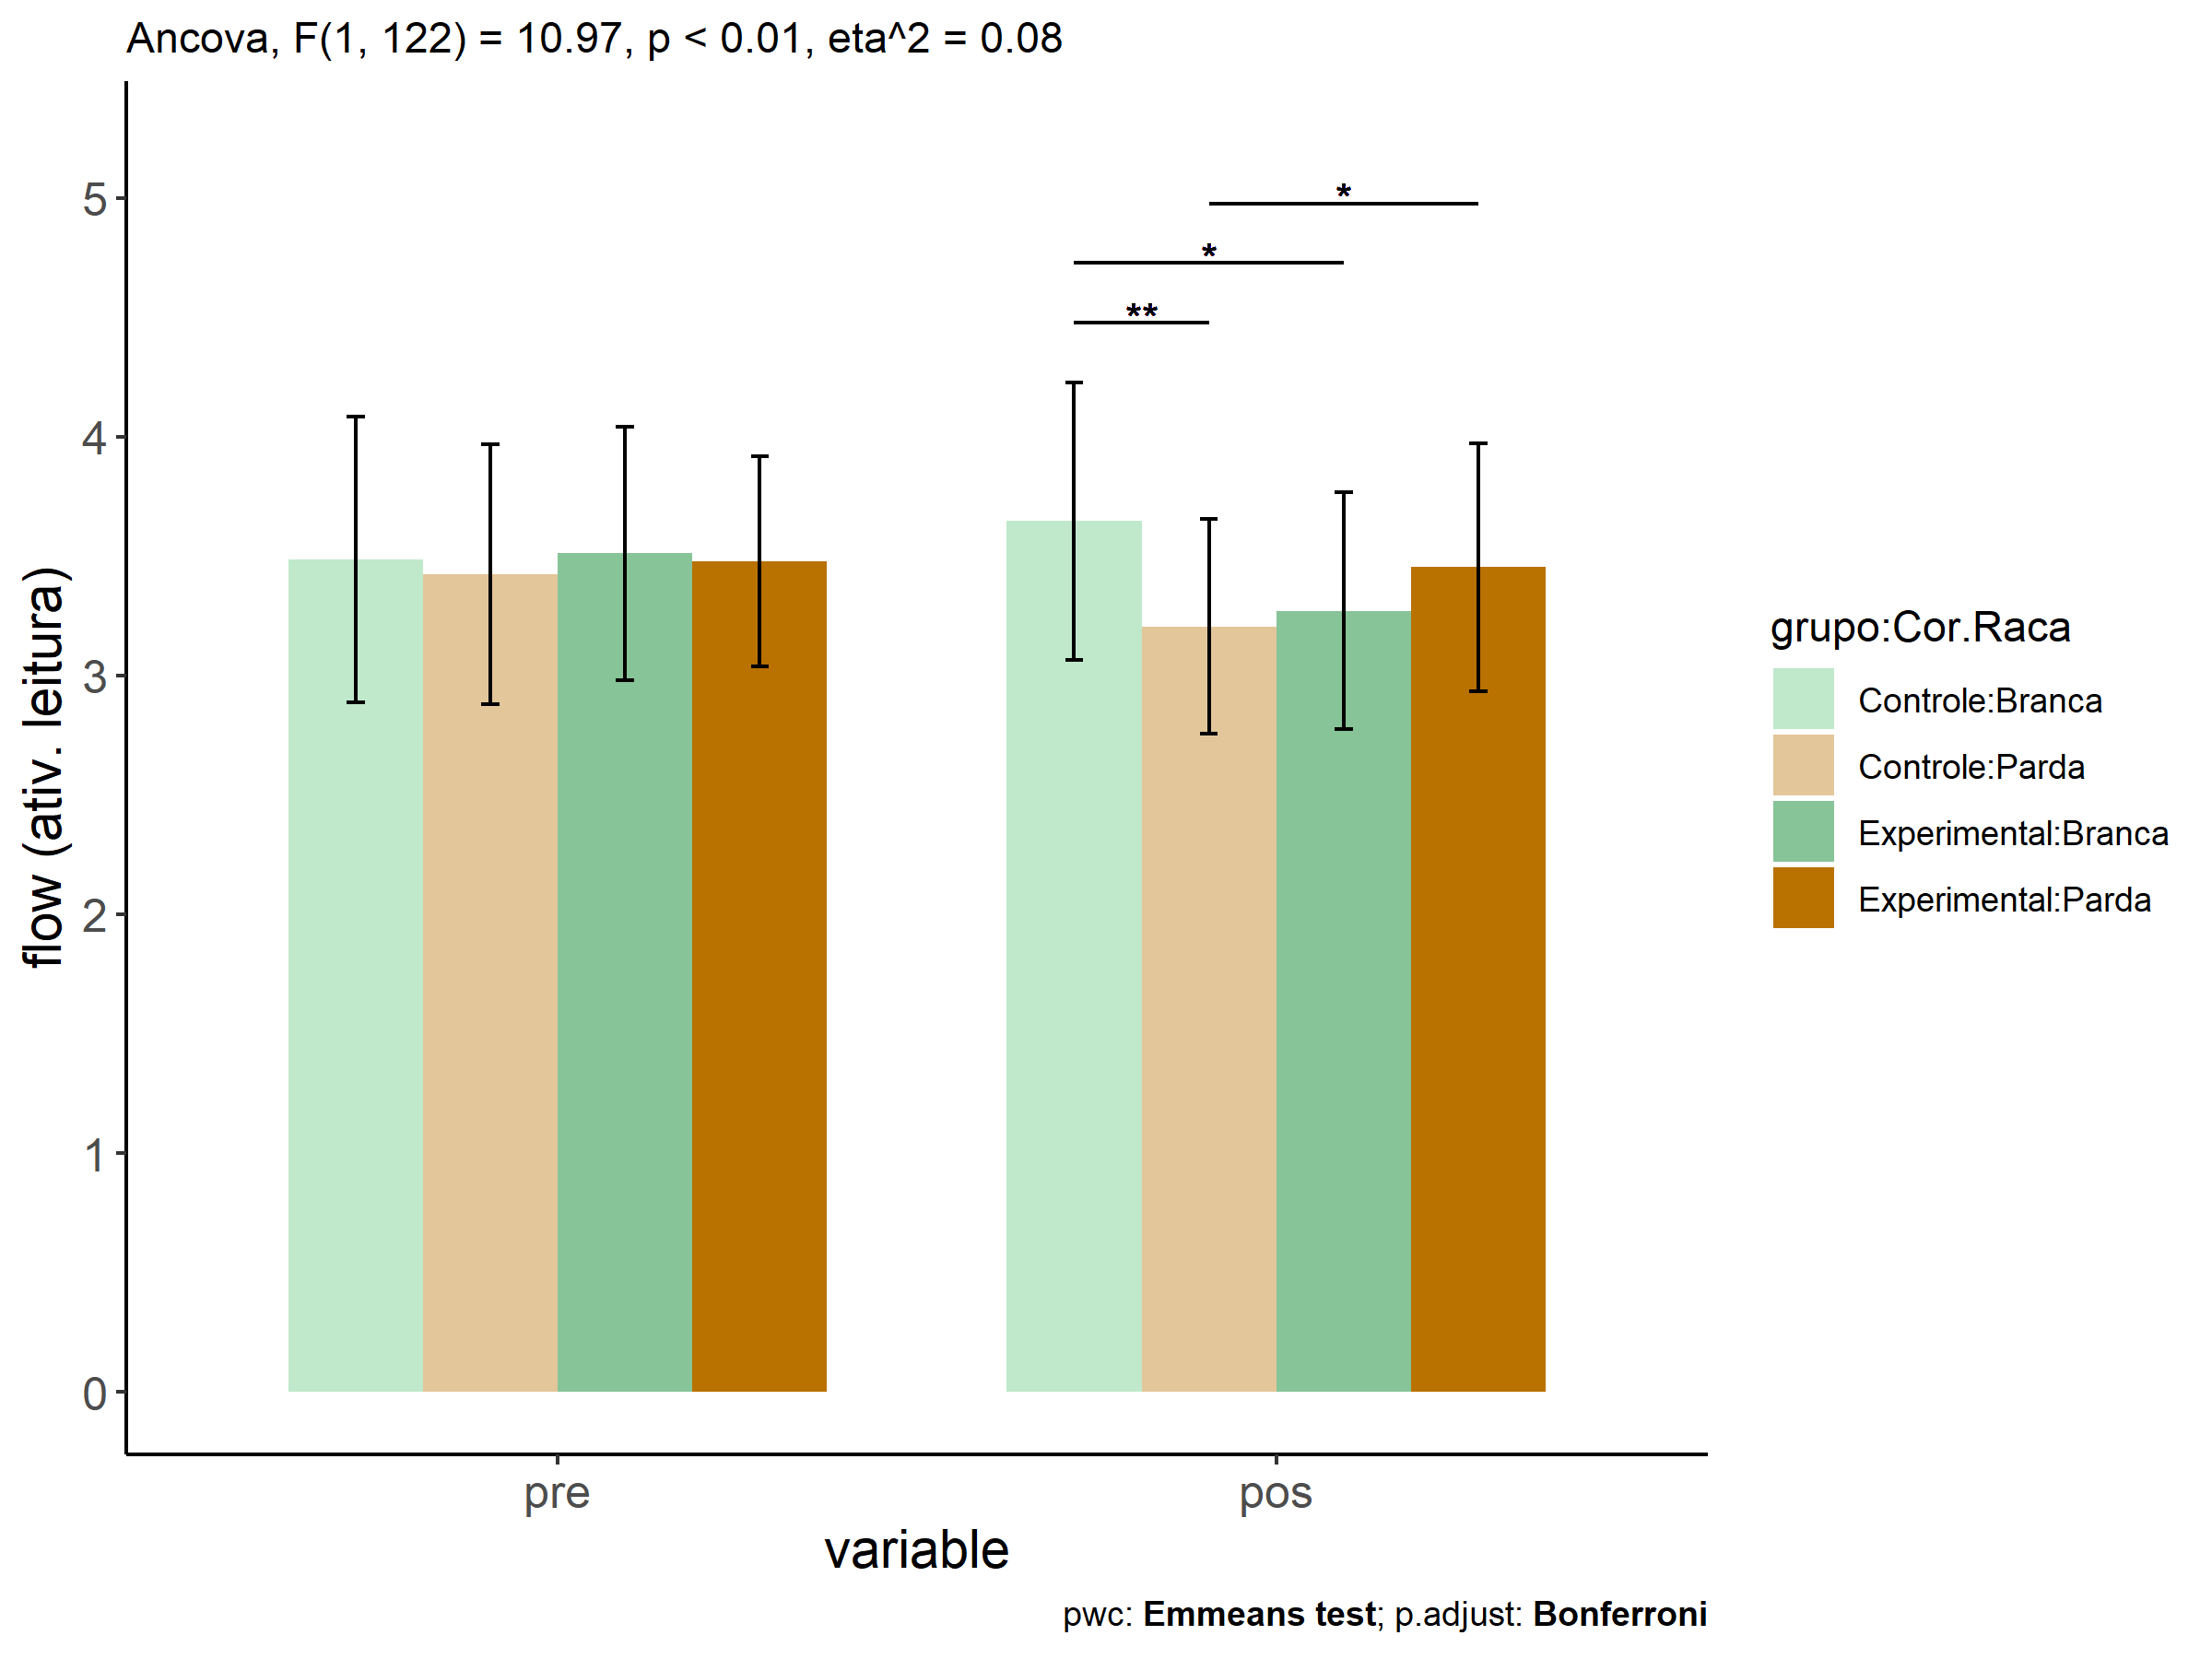 Ancova, F(1, 122) = 10.97, p < 0.01, eta^2 = 0.08
flow (ativ. leitura)
5
4
3
2
1
0
*
*
**
pre
pos
variable
grupo:Cor.Raca
Controle:Branca
Controle:Parda
Experimental:Branca
Experimental:Parda
pwc: Emmeans test; p.adjust: Bonferroni